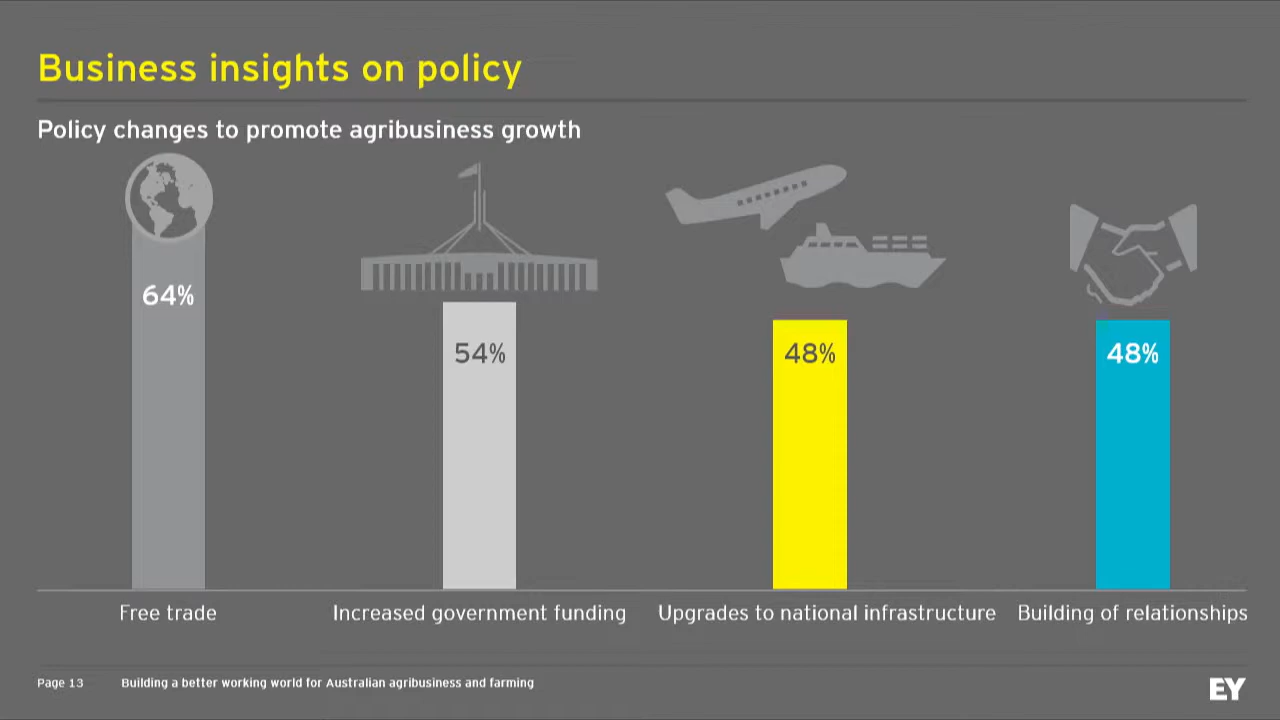 Business insights on policy
Policy changes to promote agribusiness growth
64%
54%
48%
48%
Free trade
Increased government funding
Upgrades to national infrastructure
Building of relationships
Page 13
Building a better working world for Australian agribusiness and farming
EY